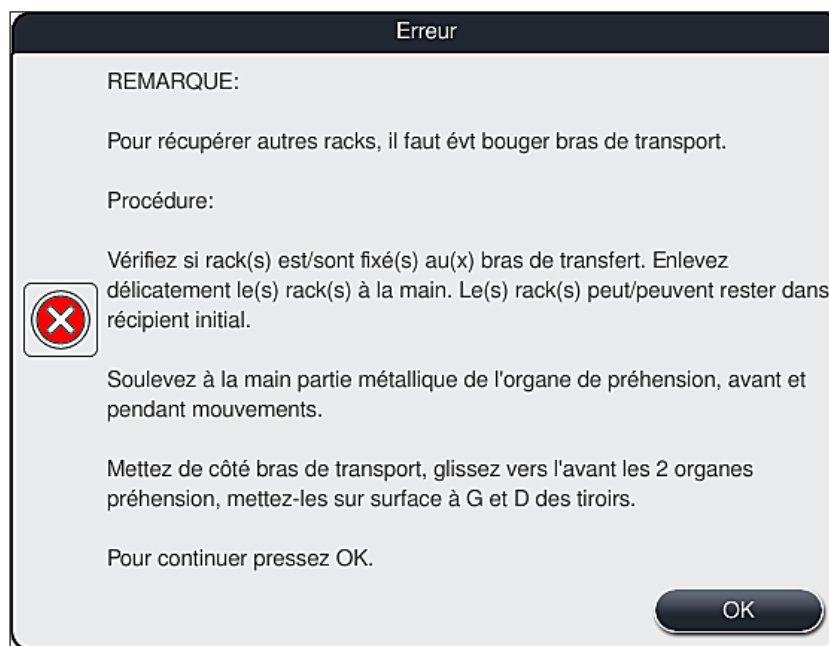 Erreur
REMARQUE:
Pour récupérer autres racks, il faut évt bouger bras de transport.
Procédure:
Vérifiez si rack(s) est/sont fixé(s) au(x) bras de transfert. Enlevez
délicatement le(s) rack(s) à la main. Le(s) rack(s) peut/peuvent rester dans
récipient initial.
Soulevez à la main partie métallique de l'organe de préhension, avant et
pendant mouvements.
Mettez de côté bras de transport, glissez vers l'avant les 2 organes
préhension, mettez-les sur surface à G et D des tiroirs.
Pour continuer pressez OK.
OK